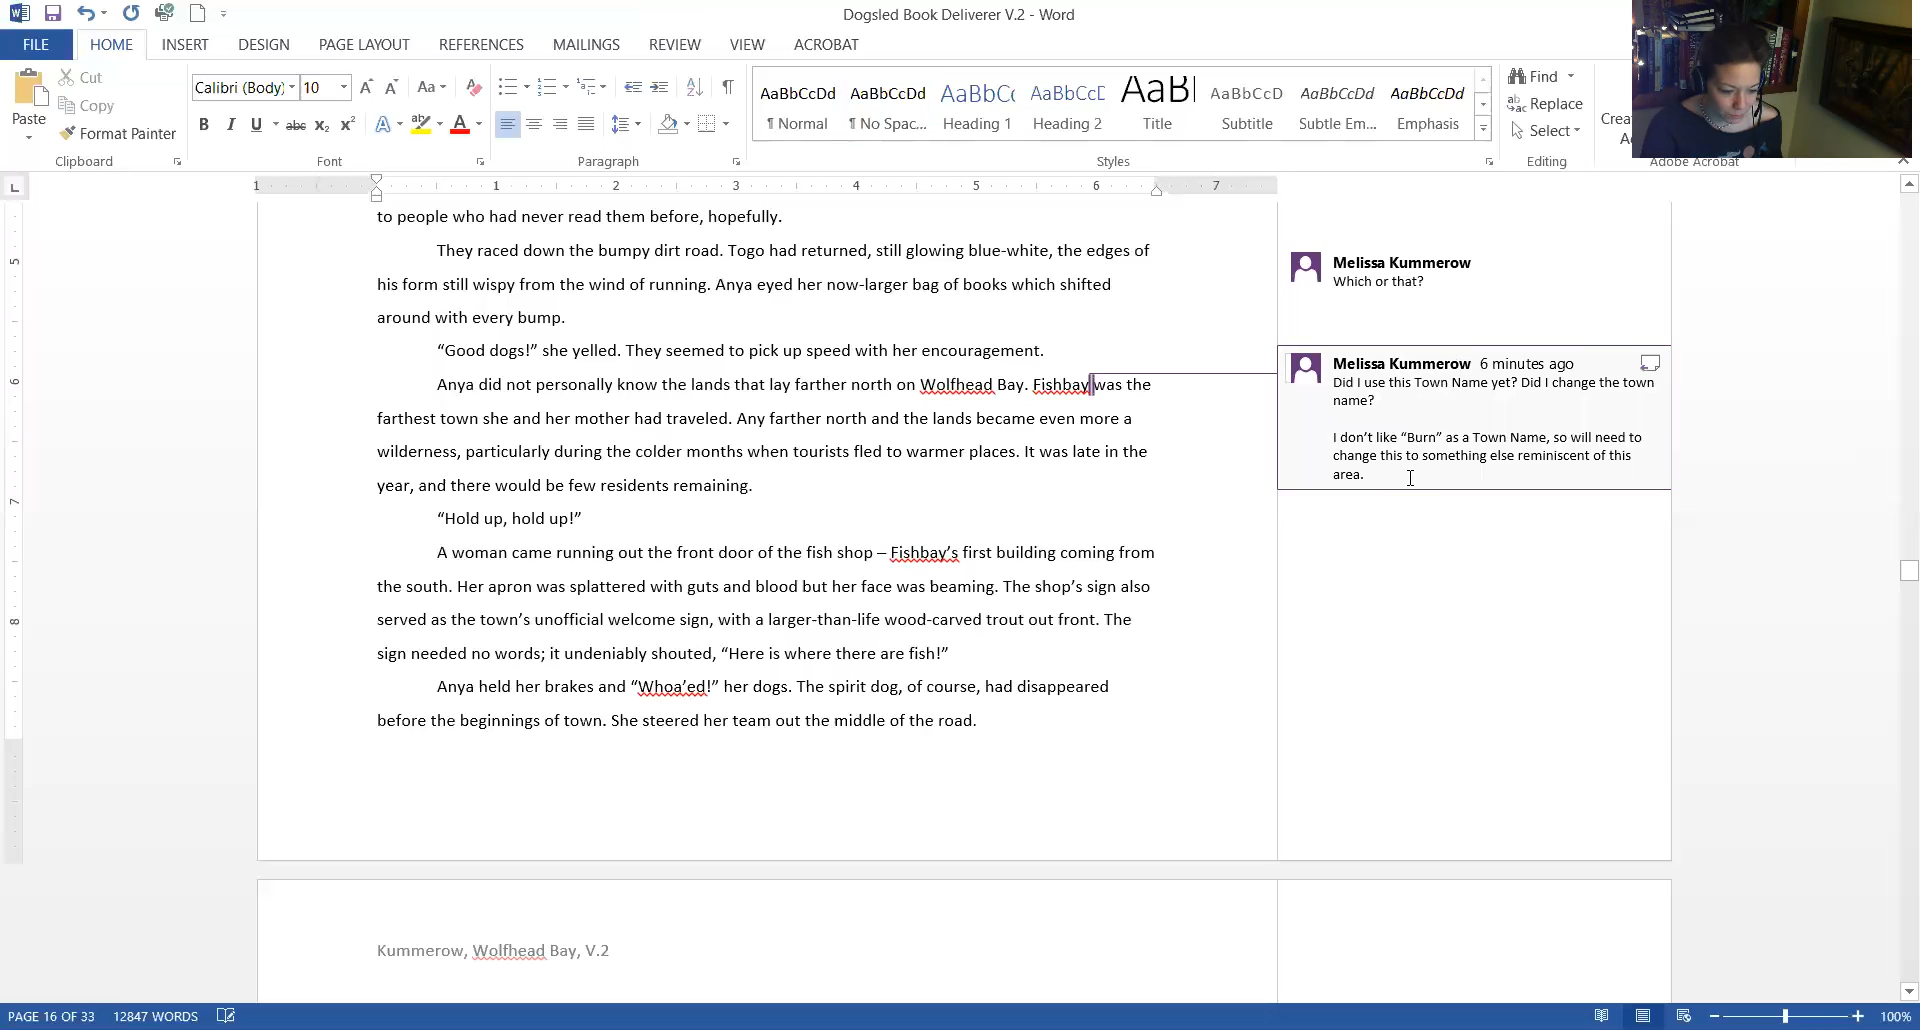 Dogsled Book Deliverer V.2 - Word
FILE HOME INSERT DESIGN PAGE LAYOUT REFERENCES MAILINGS REVIEW VIEW ACROBAT
Paste
Cut
Copy
Format Painter
Clipboard
Calibri (Body) 10
Font
Paragraph
AaBbCcDd AaBbCcDd AaBbC( AaBbCcE AaBl AaBbCcD AaBbCcDd AaBbCcDd
¶ Normal ¶ No Spac... Heading 1 Heading 2 Title Subtitle Subtle Em... Emphasis
Styles
Find
Replace
Select
Editing
Adobe Acrobat
1 1 2 3 4 5 6 7
to people who had never read them before, hopefully.
They raced down the bumpy dirt road. Togo had returned, still glowing blue-white, the edges of
his form still wispy from the wind of running. Anya eyed her now-larger bag of books which shifted
around with every bump.
“Good dogs!” she yelled. They seemed to pick up speed with her encouragement.
Anya did not personally know the lands that lay farther north on Wolfhead Bay. Fishbay was the
farthest town she and her mother had traveled. Any farther north and the lands became even more a
wilderness, particularly during the colder months when tourists fled to warmer places. It was late in the
year, and there would be few residents remaining.
“Hold up, hold up!”
A woman came running out the front door of the fish shop – Fishbay’s first building coming from
the south. Her apron was splattered with guts and blood but her face was beaming. The shop’s sign also
served as the town’s unofficial welcome sign, with a larger-than-life wood-carved trout out front. The
sign needed no words; it undeniably shouted, “Here is where there are fish!”
Anya held her brakes and “Whoa’ed!” her dogs. The spirit dog, of course, had disappeared
before the beginnings of town. She steered her team out the middle of the road.
Melissa Kummerow
Which or that?
Melissa Kummerow 6 minutes ago
Did I use this Town Name yet? Did I change the town
name?
I don’t like “Burn” as a Town Name, so will need to
change this to something else reminiscent of this
area.
5
6
7
8
Kummerow, Wolfhead Bay, V.2
PAGE 16 OF 33 12847 WORDS 100%